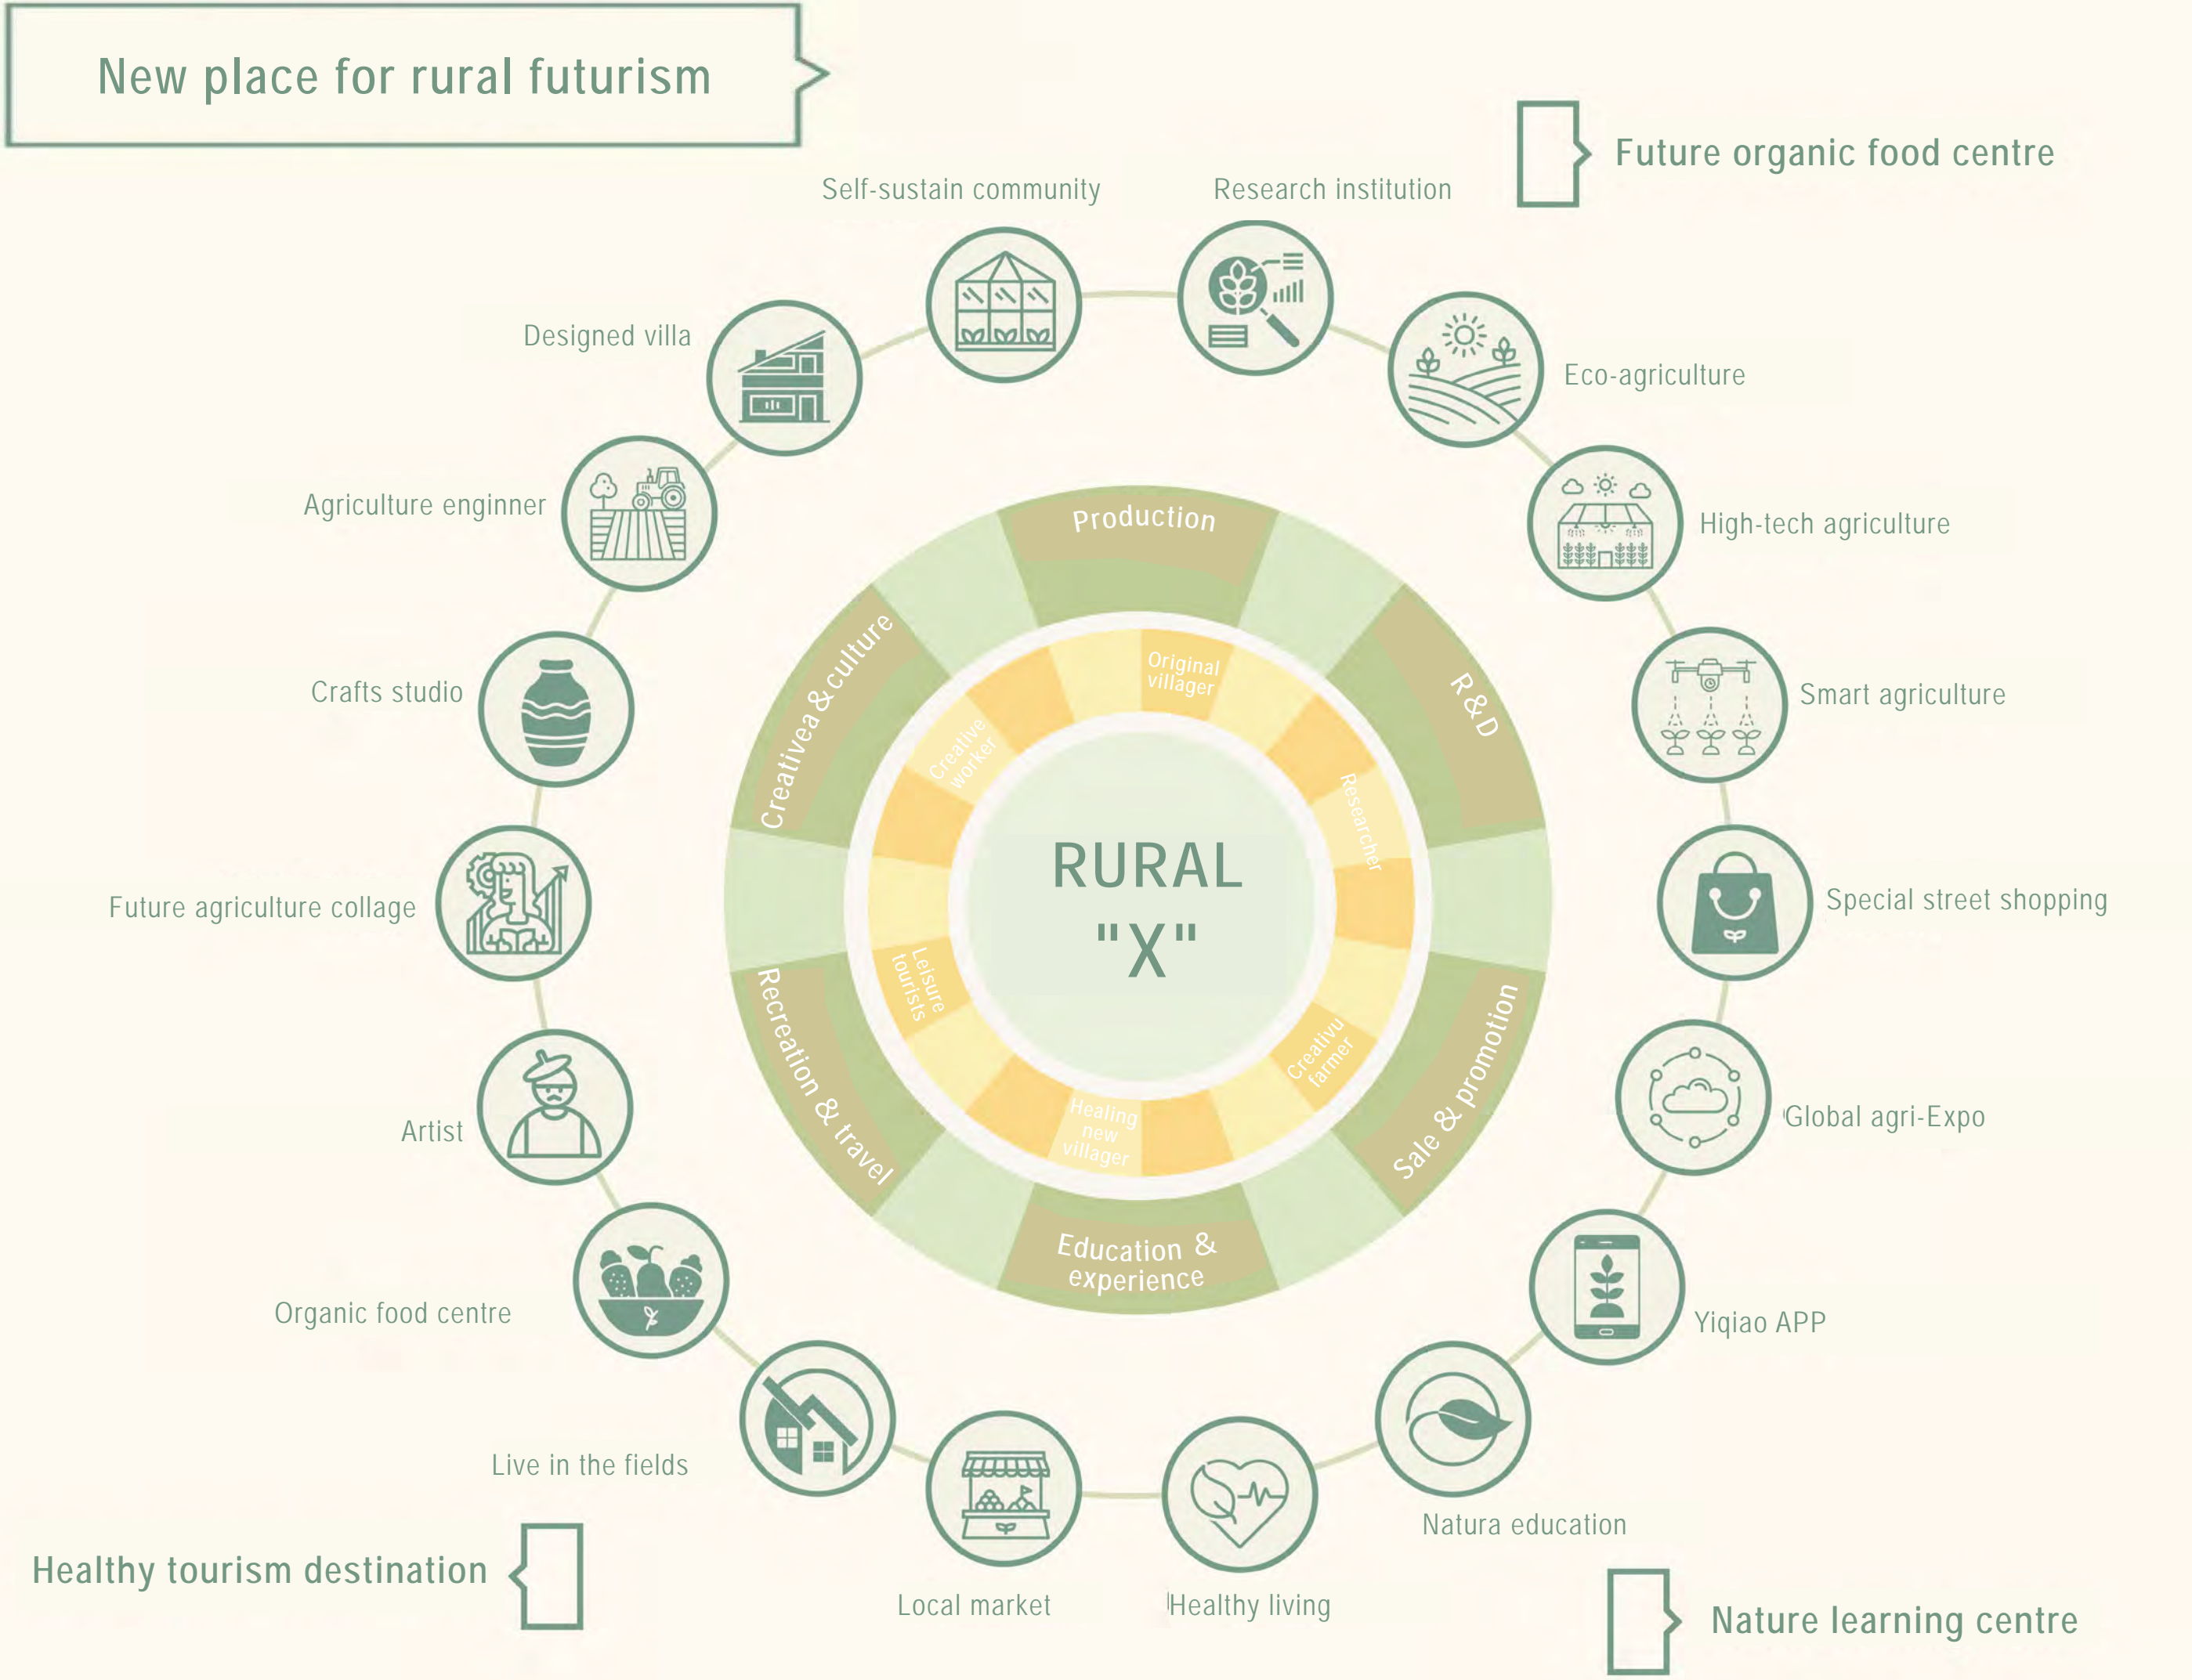 New place for rural futurism
Future organic food centre
Self-sustain community
Research institution
Designed villa
Eco-agriculture
Agriculture enginner
High-tech agriculture
Crafts studio
Smart agriculture
Future agriculture collage
Special street shopping
Artist
Global agri-Expo
Organic food centre
Yiqiao APP
Live in the fields
Natura education
Local market
Healthy living
Healthy tourism destination
Nature learning centre
Production
R&D
Sale & promotion
Education &
experience
Recreation & travel
Creativea & culture
Original
villager
Researcher
Creativu
farmer
Healing
new
villager
Leisure
tourists
Creative
worker
RURAL
"X"